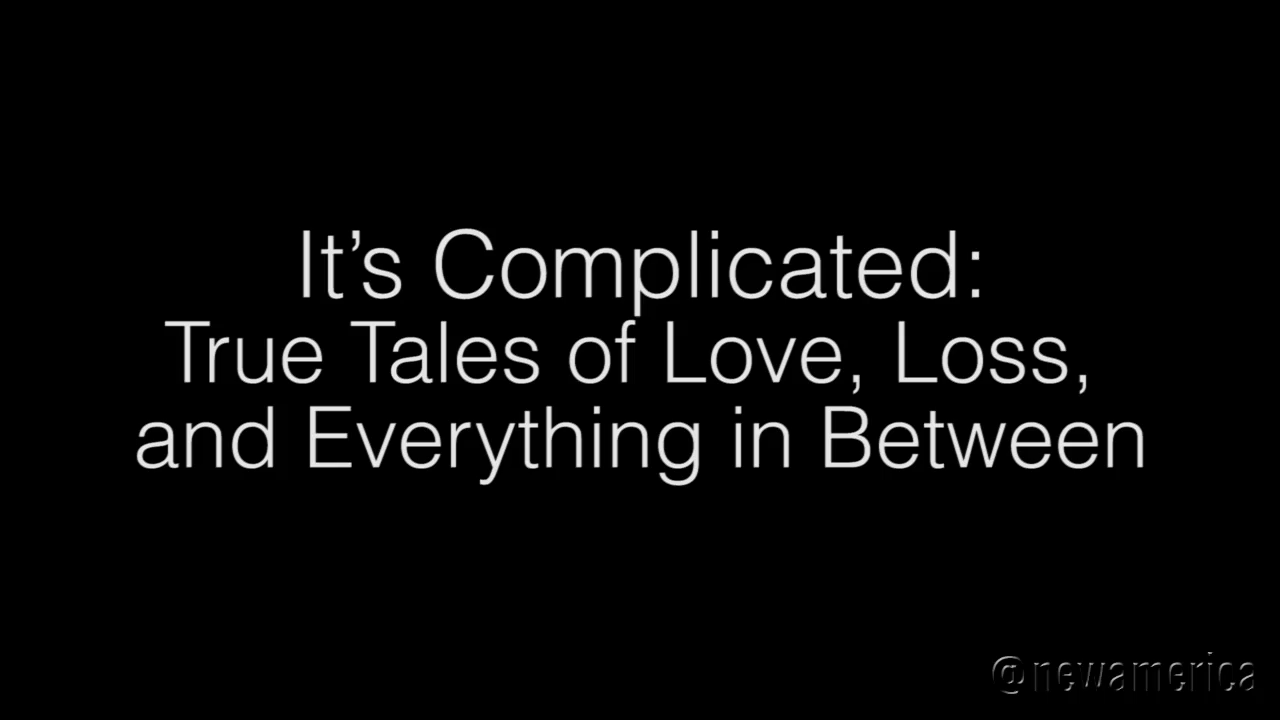 It’s Complicated:
True Tales of Love, Loss,
and Everything in Between
@newamerica